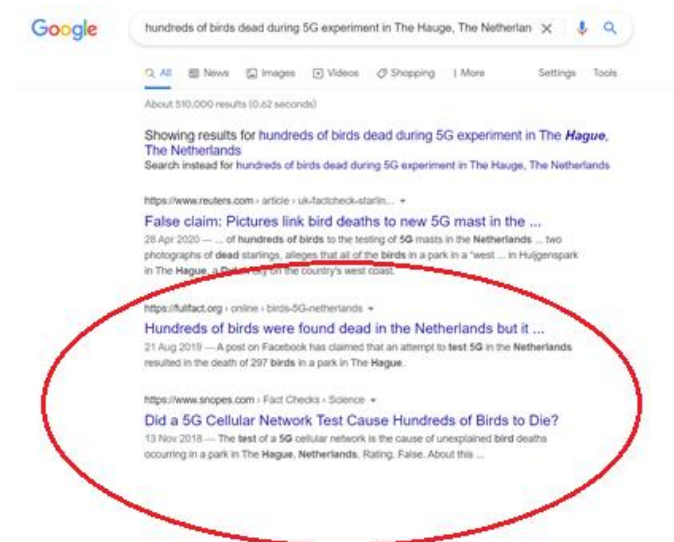 Google
hundreds of birds dead during 5G experiment in The Hauge, The Netherlan
All News Images Videos Shopping More Settings Tools
About 510,000 results (0.62 seconds)
Showing results for hundreds of birds dead during 5G experiment in The Hague,
The Netherlands
Search instead for hundreds of birds dead during 5G experiment in The Hauge, The Netherlands
https://www.reuters.com › article › uk-factcheck-starlin...
False claim: Pictures link bird deaths to new 5G mast in the ...
28 Apr 2020 — ... of hundreds of birds to the testing of 5G masts in the Netherlands ... two
photographs of dead starlings, alleges that all of the birds in a park in a "west ... in Huijgenspark
in The Hague, a Dutch city on the country's west coast.
https://fullfact.org › online › birds-5G-netherlands
Hundreds of birds were found dead in the Netherlands but it ...
21 Aug 2019 — A post on Facebook has claimed that an attempt to test 5G in the Netherlands
resulted in the death of 297 birds in a park in The Hague.
https://www.snopes.com › Fact Checks › Science
Did a 5G Cellular Network Test Cause Hundreds of Birds to Die?
13 Nov 2018 — The test of a 5G cellular network is the cause of unexplained bird deaths
occurring in a park in The Hague, Netherlands. Rating. False. About this ...